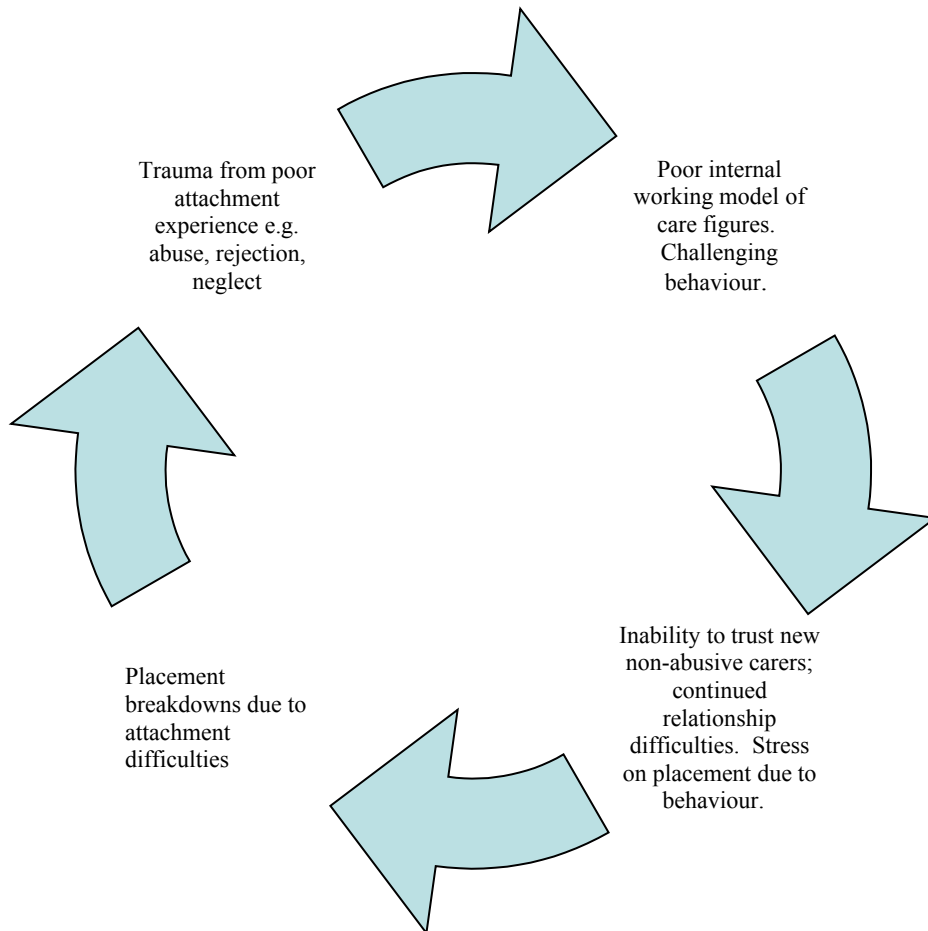 Trauma from poor
attachment
experience e.g.
abuse, rejection,
neglect
Poor internal
working model of
care figures.
Challenging
behaviour.
Inability to trust new
non-abusive carers;
continued
relationship
difficulties.  Stress
on placement due to
behaviour.
Placement
breakdowns due to
attachment
difficulties